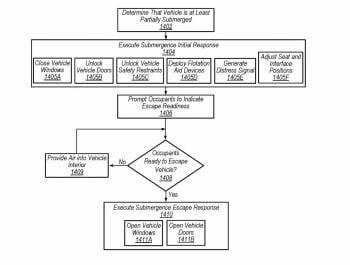 Determine That Vehicle is at Least
Partially Submerged
1402
Execute Submergence Initial Response
1404
Close Vehicle
Windows
1405A
Unlock
Vehicle Doors
1405B
Unlock Vehicle
Safety Restraints
1405C
Deploy Flotation
Aid Devices
1405D
Generate
Distress Signal
1405E
Adjust Seat and
Interface
Positions
1405F
Prompt Occupants to Indicate
Escape Readiness
1406
Provide Air into Vehicle
Interior
1409
No
Occupants
Ready to Escape
Vehicle?
1408
Yes
Execute Submergence Escape Response
1410
Open Vehicle
Windows
1411A
Open Vehicle
Doors
1411B